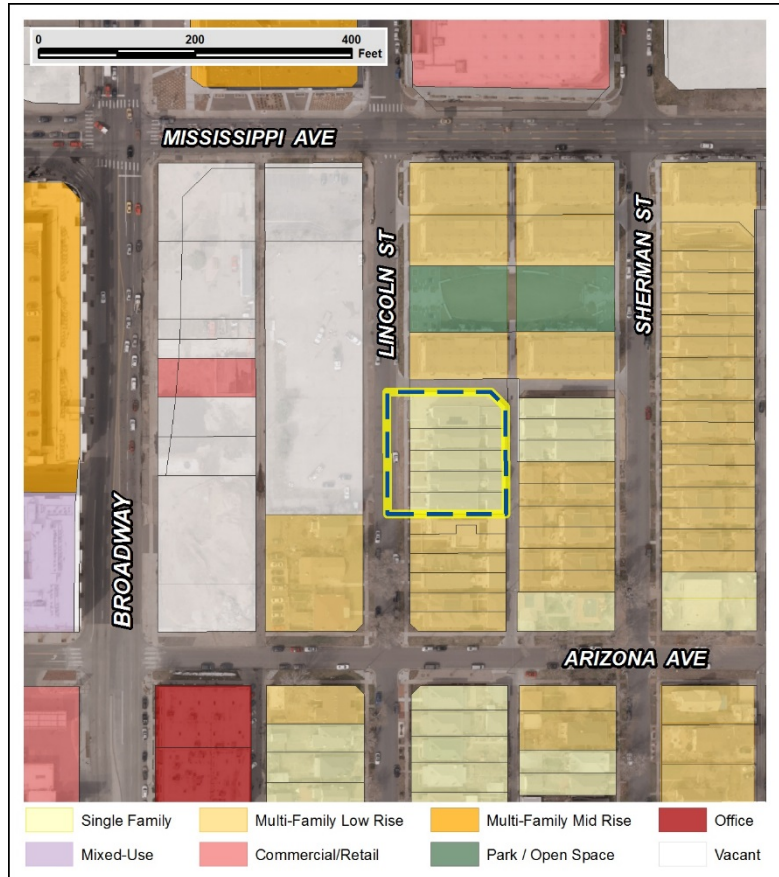 0 200 400
Feet
MISSISSIPPI AVE
LINCOLN ST
SHERMAN ST
BROADWAY
ARIZONA AVE
Single Family Multi-Family Low Rise Multi-Family Mid Rise Office
Mixed-Use Commercial/Retail Park / Open Space Vacant